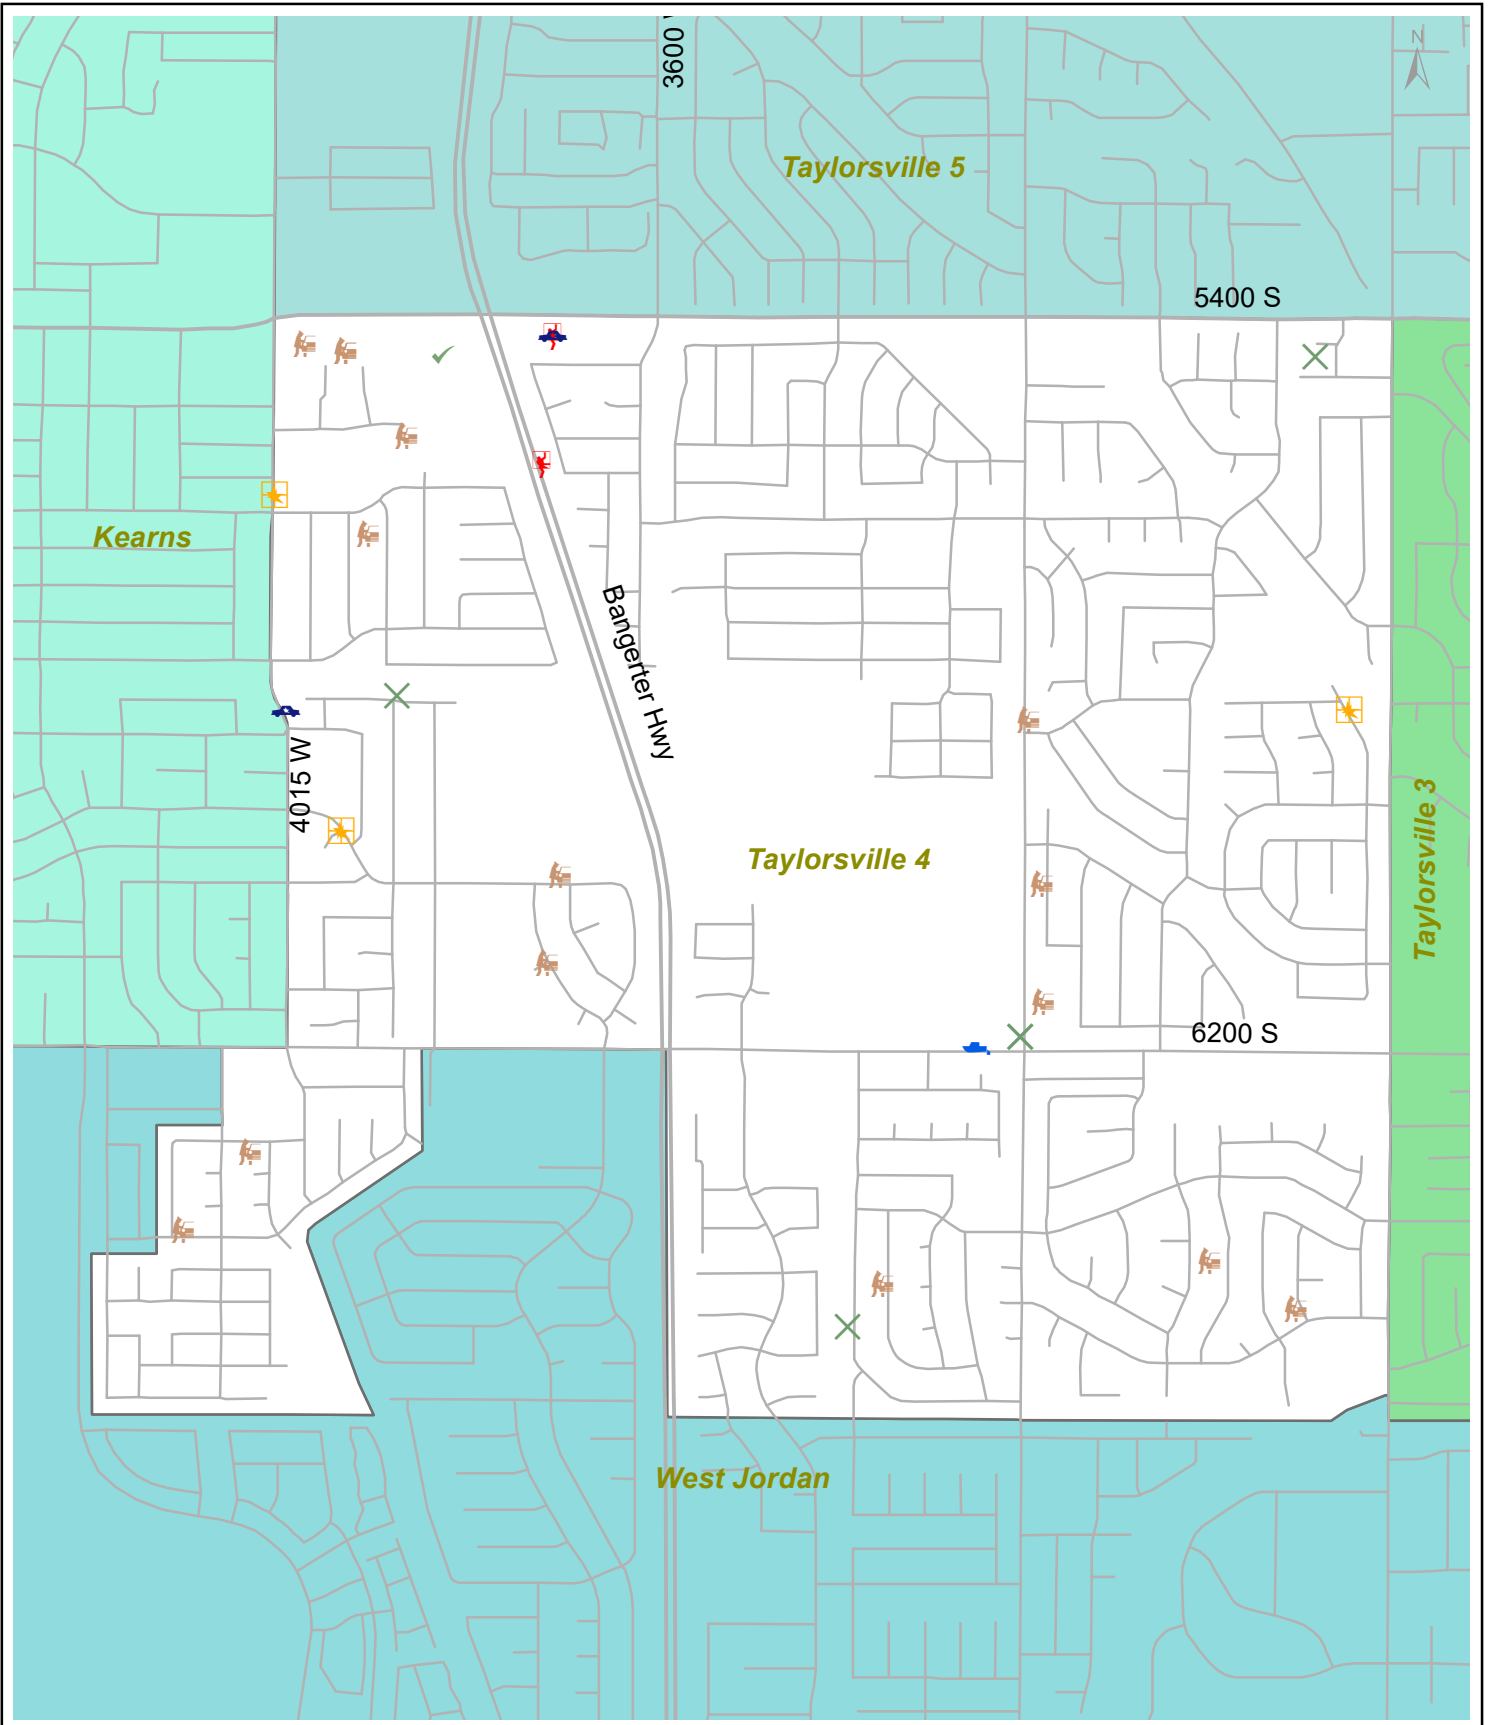 3600
N
Taylorsville 5
5400 S
Kearns
Bangerter Hwy
4015 W
Taylorsville 4
Taylorsville 3
6200 S
West Jordan